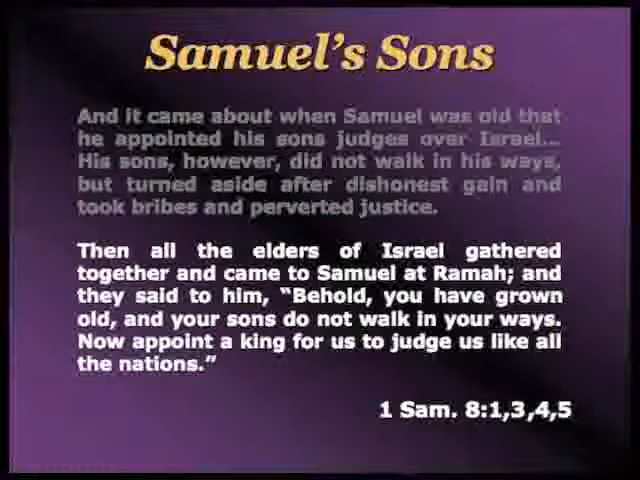 Samuel's Sons
And it came about when Samuel was old that
he appointed his sons judges over Israel...
His sons, however, did not walk in his ways,
but turned aside after dishonest gain and
took bribes and perverted justice.
Then all the elders of Israel gathered
together and came to Samuel at Ramah; and
they said to him, “Behold, you have grown
old, and your sons do not walk in your ways.
Now appoint a king for us to judge us like all
the nations.”
1 Sam. 8:1,3,4,5